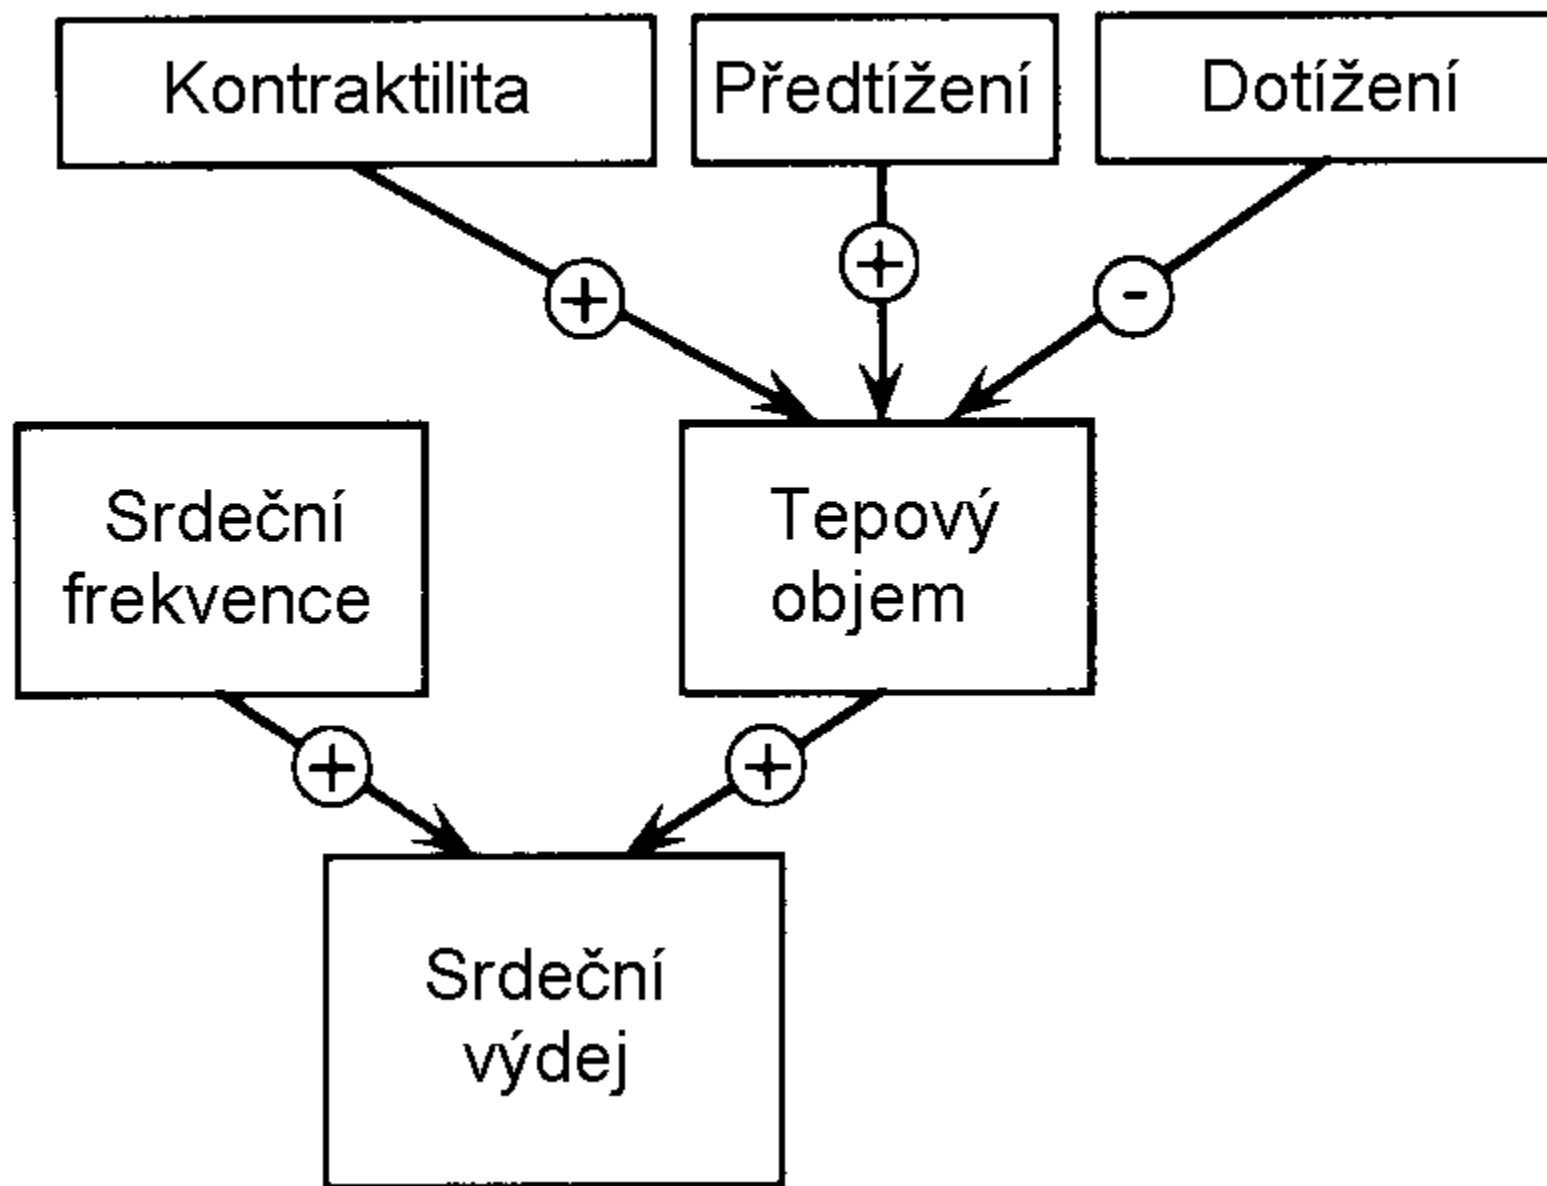 Kontraktilita
Předtížení
Dotížení
+
+
-
Srdeční
frekvence
Tepový
objem
+
+
Srdeční
výdej